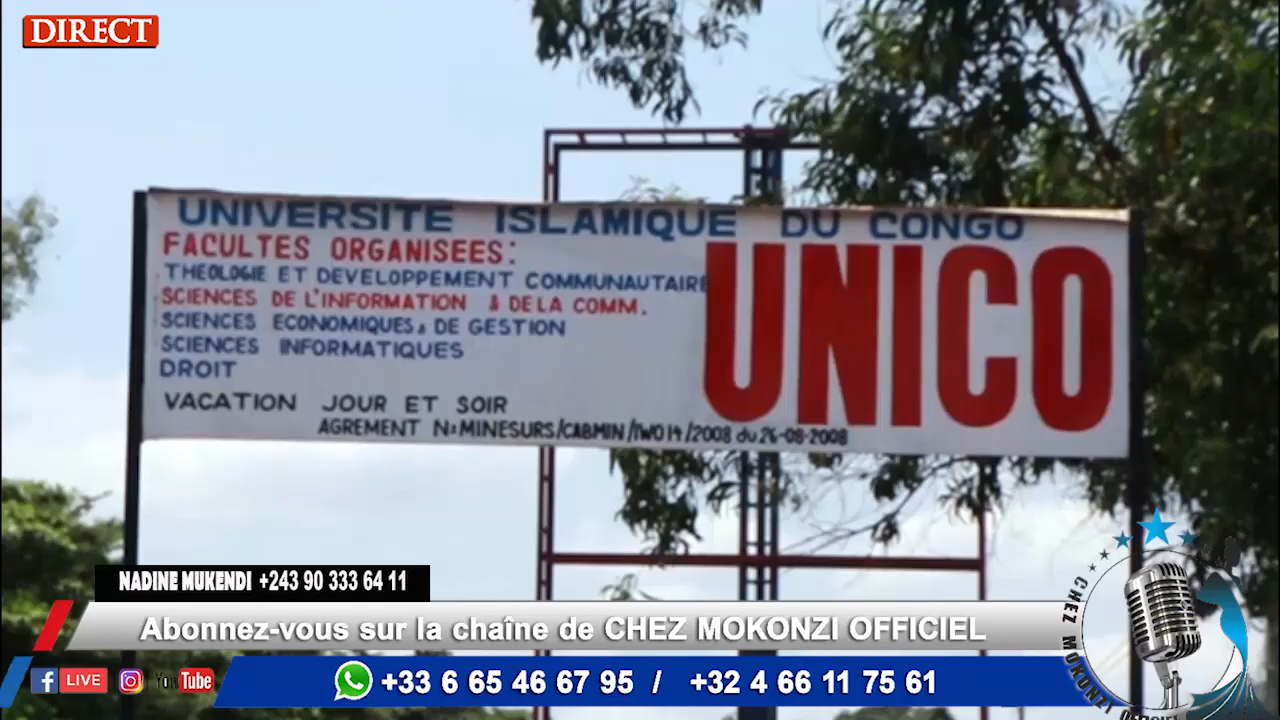 DIRECT
UNIVERSITE ISLAMIQUE DU CONGO
FACULTES ORGANISEES:
THEOLOGIE ET DEVELOPPEMENT COMMUNAUTAIRE
SCIENCES DE L'INFORMATION & DE LA COMM.
SCIENCES ECONOMIQUES & DE GESTION
SCIENCES INFORMATIQUES
DROIT
UNICO
VACATION JOUR ET SOIR
AGREMENT N: MINESURS/CABMIN/IWO14/2008 du 26-08-2008
NADINE MUKENDI +243 90 333 64 11
Abonnez-vous sur la chaîne de CHEZ MOKONZI OFFICIEL
LIVE
YouTube
+33 6 65 46 67 95 / +32 4 66 11 75 61
CHEZ MOKONZI OFFICIEL